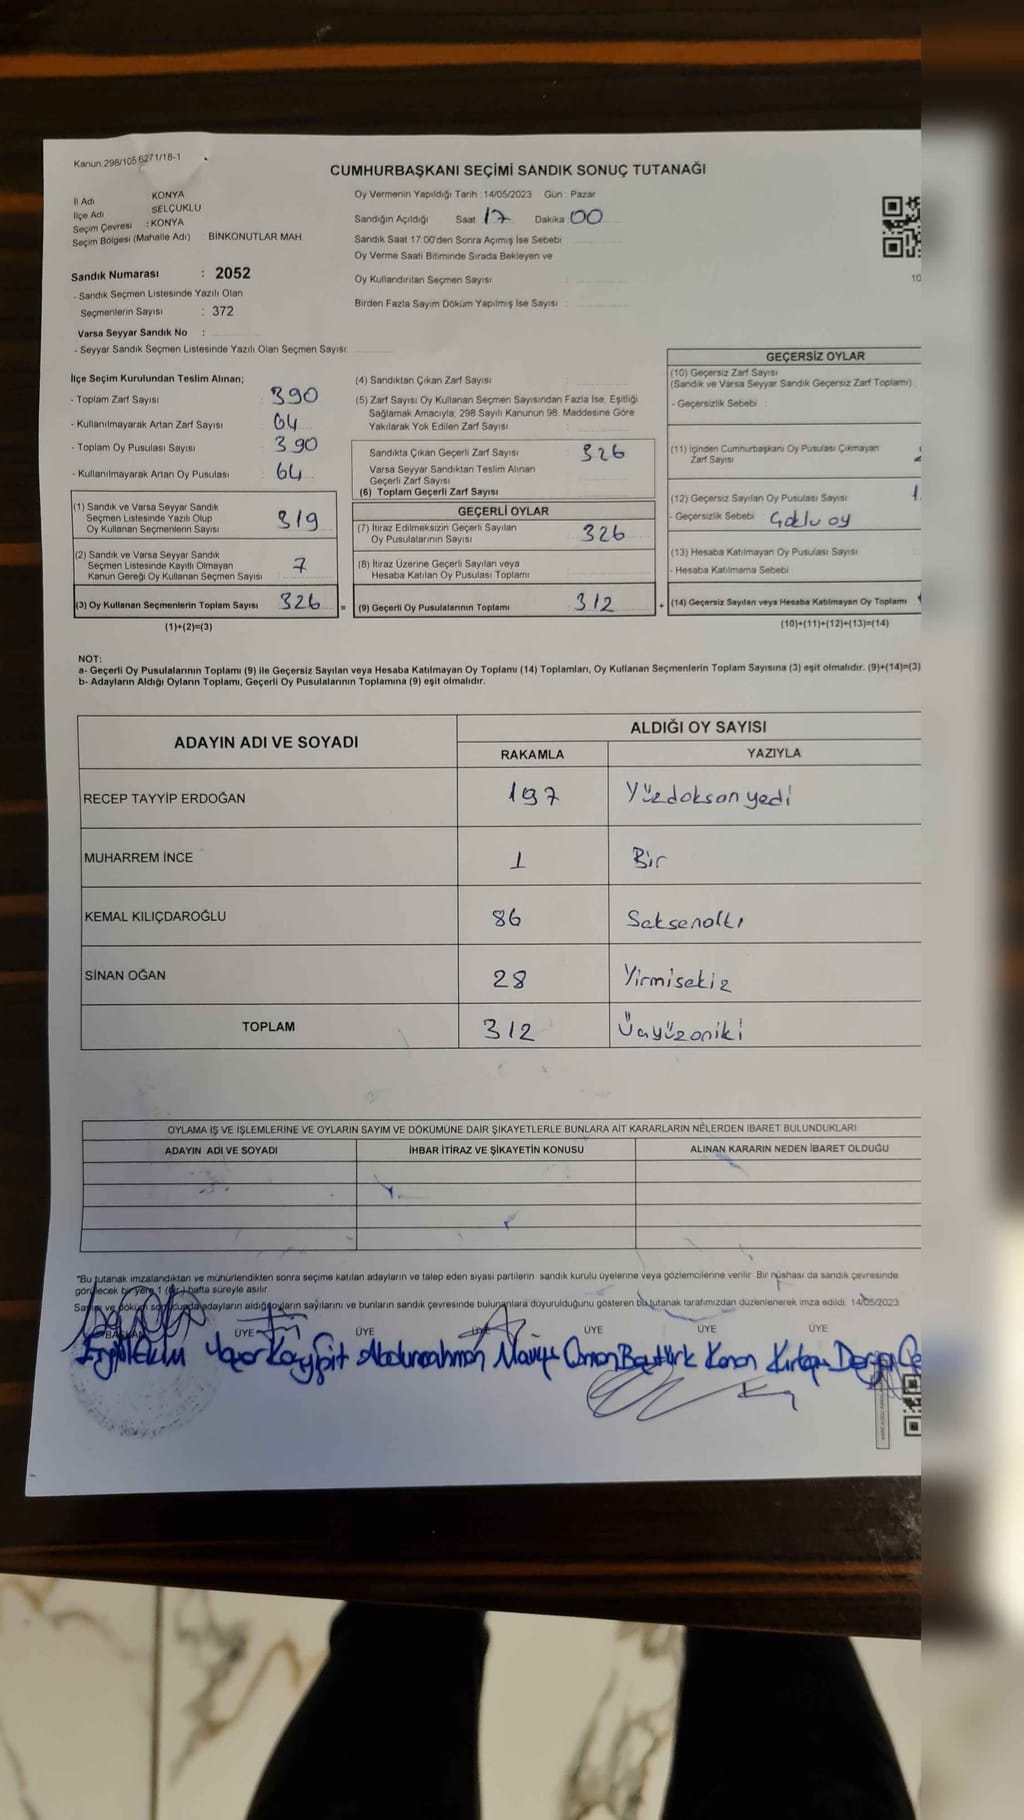 Kanun:298/105 6271/18-1
CUMHURBAŞKANI SEÇİMİ SANDIK SONUÇ TUTANAĞI
İl Adı KONYA
İlçe Adı SELÇUKLU
Seçim Çevresi : KONYA
Seçim Bölgesi (Mahalle Adı) : BİNKONUTLAR MAH.
Sandık Numarası : 2052
- Sandık Seçmen Listesinde Yazılı Olan
Seçmenlerin Sayısı : 372
Varsa Seyyar Sandık No :
- Seyyar Sandık Seçmen Listesinde Yazılı Olan Seçmen Sayısı:
Oy Vermenin Yapıldığı Tarih : 14/05/2023 Gün : Pazar
Sandığın Açıldığı Saat 17 Dakika 00
Sandık Saat 17:00'den Sonra Açımış İse Sebebi
Oy Verme Saati Bitiminde Sırada Bekleyen ve
Oy Kullandırılan Seçmen Sayısı
Birden Fazla Sayım Döküm Yapılmış İse Sayısı
10
İlçe Seçim Kurulundan Teslim Alınan;
- Toplam Zarf Sayısı : 390
- Kullanılmayarak Artan Zarf Sayısı : 64
- Toplam Oy Pusulası Sayısı : 390
- Kullanılmayarak Artan Oy Pusulası : 64
(1) Sandık ve Varsa Seyyar Sandık
Seçmen Listesinde Yazılı Olup
Oy Kullanan Seçmenlerin Sayısı 319
(2) Sandık ve Varsa Seyyar Sandık
Seçmen Listesinde Kayıtlı Olmayan
Kanun Gereği Oy Kullanan Seçmen Sayısı 7
(3) Oy Kullanan Seçmenlerin Toplam Sayısı 326 =
(1)+(2)=(3)
(4) Sandıktan Çıkan Zarf Sayısı :
(5) Zarf Sayısı Oy Kullanan Seçmen Sayısından Fazla İse, Eşitliği
Sağlamak Amacıyla, 298 Sayılı Kanunun 98. Maddesine Göre
Yakılarak Yok Edilen Zarf Sayısı :
Sandıkta Çıkan Geçerli Zarf Sayısı : 326
Varsa Seyyar Sandıktan Teslim Alınan
Geçerli Zarf Sayısı
(6) Toplam Geçerli Zarf Sayısı
GEÇERLİ OYLAR
(7) İtiraz Edilmeksizin Geçerli Sayılan
Oy Pusulalarının Sayısı : 326
(8) İtiraz Üzerine Geçerli Sayılan veya
Hesaba Katılan Oy Pusulası Toplamı
(9) Geçerli Oy Pusulalarının Toplamı 312 +
GEÇERSİZ OYLAR
(10) Geçersiz Zarf Sayısı
(Sandık ve Varsa Seyyar Sandık Geçersiz Zarf Toplamı)
- Geçersizlik Sebebi :
(11) İçinden Cumhurbaşkanı Oy Pusulası Çıkmayan
Zarf Sayısı
(12) Geçersiz Sayılan Oy Pusulası Sayısı
- Geçersizlik Sebebi : Çoklu oy
(13) Hesaba Katılmayan Oy Pusulası Sayısı
- Hesaba Katılmama Sebebi
(14) Geçersiz Sayılan veya Hesaba Katılmayan Oy Toplamı :
(10)+(11)+(12)+(13)=(14)
NOT:
a- Geçerli Oy Pusulalarının Toplamı (9) ile Geçersiz Sayılan veya Hesaba Katılmayan Oy Toplamı (14) Toplamları, Oy Kullanan Seçmenlerin Toplam Sayısına (3) eşit olmalıdır. (9)+(14)=(3)
b- Adayların Aldığı Oyların Toplamı, Geçerli Oy Pusulalarının Toplamına (9) eşit olmalıdır.
ADAYIN ADI VE SOYADI
ALDIĞI OY SAYISI
RAKAMLA YAZIYLA
RECEP TAYYİP ERDOĞAN 197 Yüzdoksanyedi
MUHARREM İNCE 1 Bir
KEMAL KILIÇDAROĞLU 86 Seksenaltı
SİNAN OĞAN 28 Yirmisekiz
TOPLAM 312 Üçyüzoniki
OYLAMA İŞ VE İŞLEMLERİNE VE OYLARIN SAYIM VE DÖKÜMÜNE DAİR ŞİKAYETLERLE BUNLARA AİT KARARLARIN NELERDEN İBARET BULUNDUKLARI
ADAYIN ADI VE SOYADI İHBAR İTİRAZ VE ŞİKAYETİN KONUSU ALINAN KARARIN NEDEN İBARET OLDUĞU
*Bu tutanak imzalandıktan ve mühürlendikten sonra seçime katılan adayların ve talep eden siyasi partilerin sandık kurulu üyelerine veya gözlemcilerine verilir. Bir nüshası da sandık çevresinde
görülecek bir yere 1 (Bir) hafta süreyle asılır.
Sayım ve döküm sonucunda adayların aldığı oyların sayılarını ve bunların sandık çevresinde bulunanlara duyurulduğunu gösteren bu tutanak tarafımızdan düzenlenerek imza edildi. 14/05/2023
BAŞKAN ÜYE ÜYE ÜYE ÜYE ÜYE ÜYE
Abdurrahman Osman Baştürk Kenan